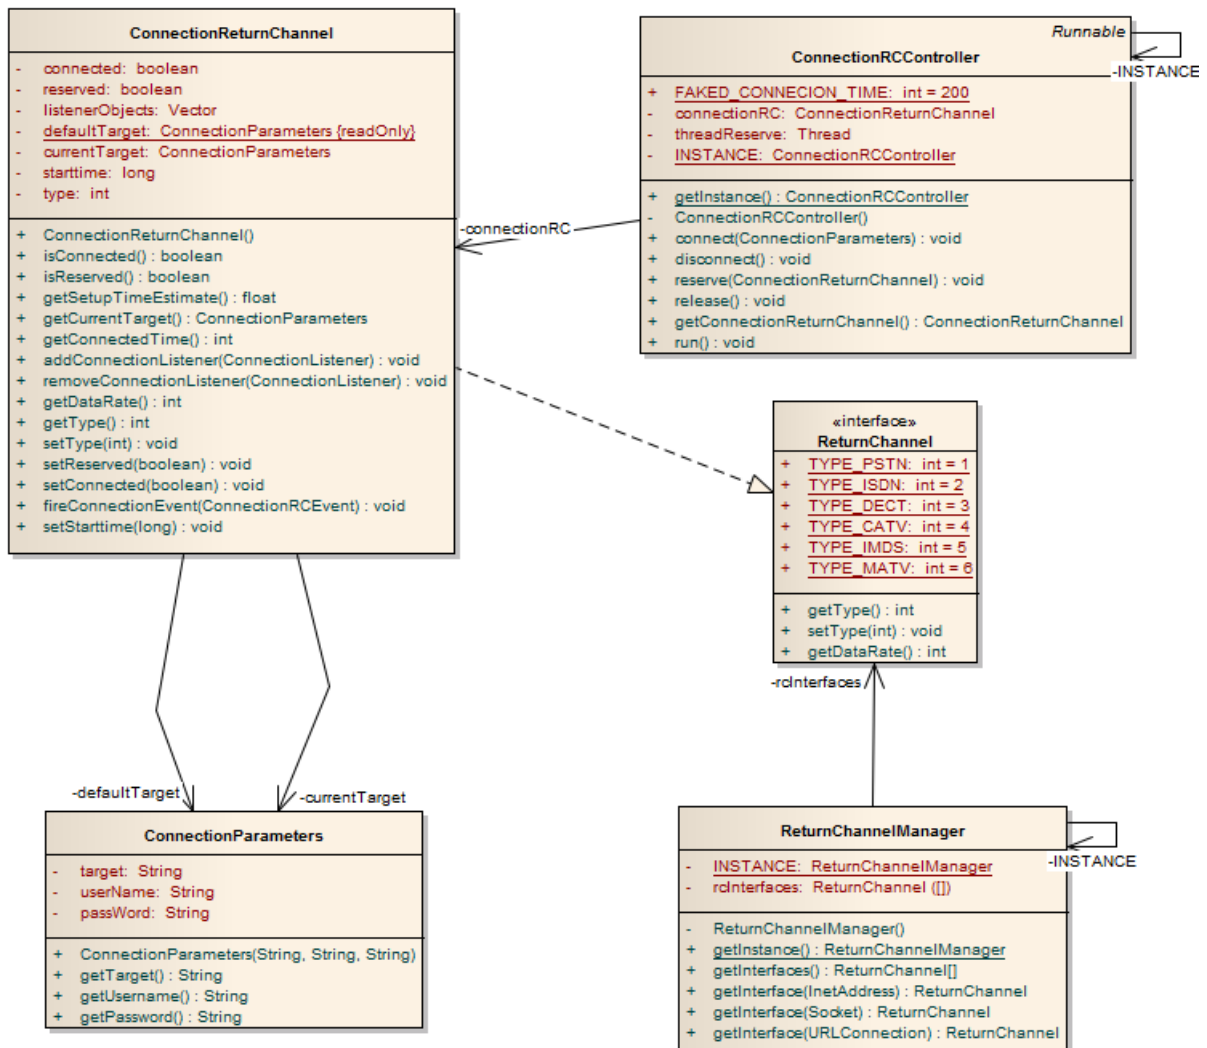 ConnectionReturnChannel
- connected: boolean
- reserved: boolean
- listenerObjects: Vector
- defaultTarget: ConnectionParameters {readOnly}
- currentTarget: ConnectionParameters
- starttime: long
- type: int
+ ConnectionReturnChannel()
+ isConnected() : boolean
+ isReserved() : boolean
+ getSetupTimeEstimate() : float
+ getCurrentTarget() : ConnectionParameters
+ getConnectedTime() : int
+ addConnectionListener(ConnectionListener) : void
+ removeConnectionListener(ConnectionListener) : void
+ getDataRate() : int
+ getType() : int
+ setType(int) : void
+ setReserved(boolean) : void
+ setConnected(boolean) : void
+ fireConnectionEvent(ConnectionRCEvent) : void
+ setStarttime(long) : void
Runnable
ConnectionRCController
-INSTANCE
+ FAKED_CONNECION_TIME: int = 200
- connectionRC: ConnectionReturnChannel
- threadReserve: Thread
- INSTANCE: ConnectionRCController
+ getInstance() : ConnectionRCController
- ConnectionRCController()
+ connect(ConnectionParameters) : void
+ disconnect() : void
+ reserve(ConnectionReturnChannel) : void
+ release() : void
+ getConnectionReturnChannel() : ConnectionReturnChannel
+ run() : void
-connectionRC
«interface»
ReturnChannel
+ TYPE_PSTN: int = 1
+ TYPE_ISDN: int = 2
+ TYPE_DECT: int = 3
+ TYPE_CATV: int = 4
+ TYPE_IMDS: int = 5
+ TYPE_MATV: int = 6
+ getType() : int
+ setType(int) : void
+ getDataRate() : int
-rcInterfaces
-defaultTarget
-currentTarget
ConnectionParameters
- target: String
- userName: String
- passWord: String
+ ConnectionParameters(String, String, String)
+ getTarget() : String
+ getUsername() : String
+ getPassword() : String
ReturnChannelManager
-INSTANCE
- INSTANCE: ReturnChannelManager
- rcInterfaces: ReturnChannel ([])
- ReturnChannelManager()
+ getInstance() : ReturnChannelManager
+ getInterfaces() : ReturnChannel[]
+ getInterface(InetAddress) : ReturnChannel
+ getInterface(Socket) : ReturnChannel
+ getInterface(URLConnection) : ReturnChannel